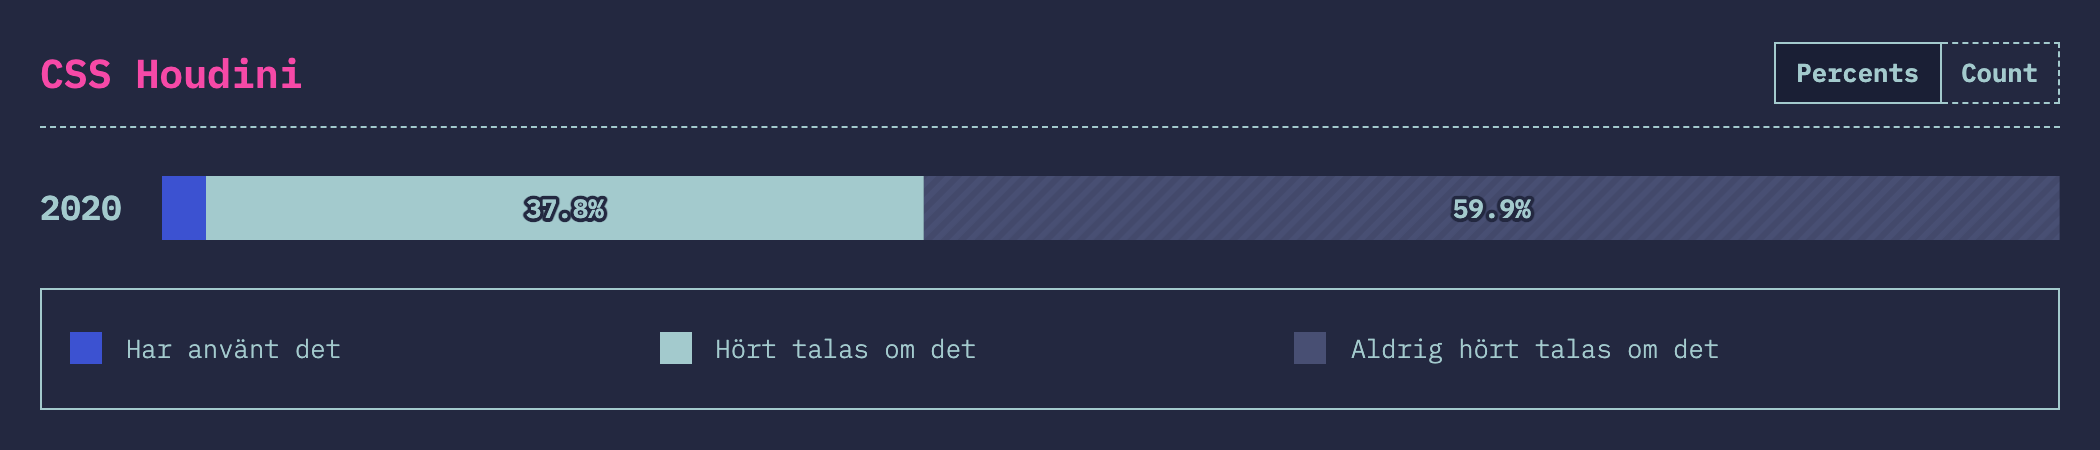 CSS Houdini
Percents Count
2020 37.8% 59.9%
Har använt det Hört talas om det Aldrig hört talas om det